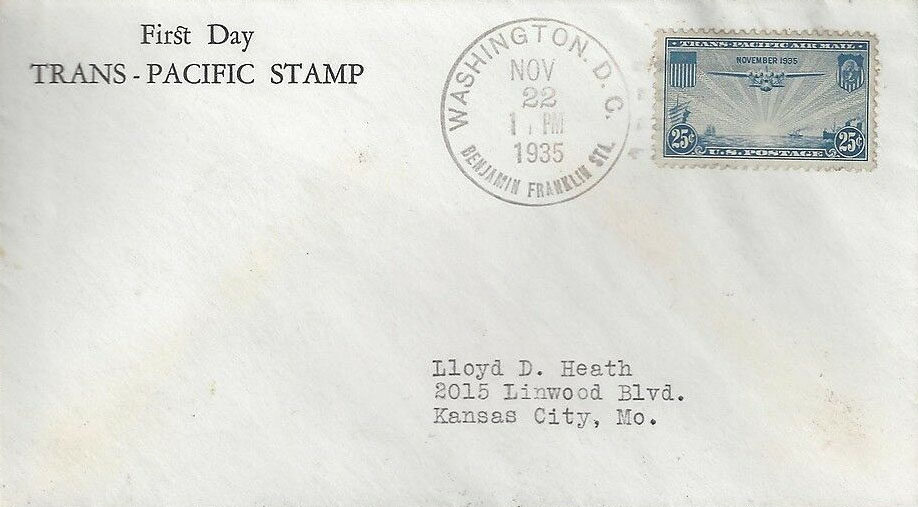 First Day
TRANS - PACIFIC STAMP
WASHINGTON, D. C.
NOV
22
PM
1935
BENJAMIN FRANKLIN STA.
· TRANS-PACIFIC AIR MAIL ·
NOVEMBER 1935
25¢ 25¢
U.S. POSTAGE
Lloyd D. Heath
2015 Linwood Blvd.
Kansas City, Mo.